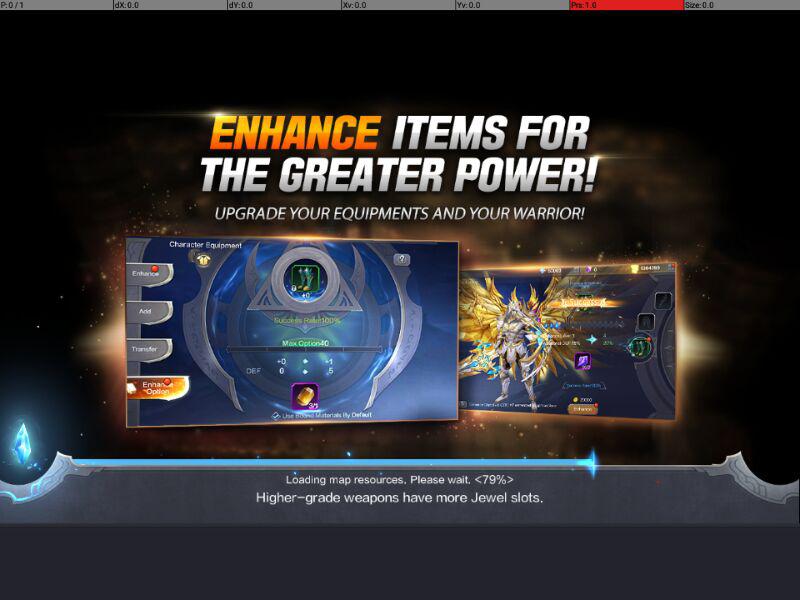 P: 0 / 1 dX: 0.0 dY: 0.0 Xv: 0.0 Yv: 0.0 Prs: 1.0 Size: 0.0
ENHANCE ITEMS FOR
THE GREATER POWER!
UPGRADE YOUR EQUIPMENTS AND YOUR WARRIOR!
Character Equipment
?
Enhance
+0
Add
Success Rate:100%
Transfer
Max Option40
+0 +1
DEF 0 5
Enhance
Option
3/1
Use Bound Materials By Default
Enhance
Loading map resources. Please wait. <79%>
Higher-grade weapons have more Jewel slots.